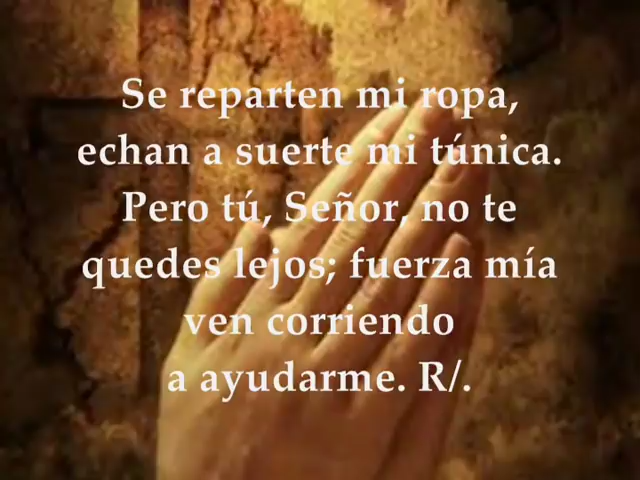 Se reparten mi ropa,
echan a suerte mi túnica.
Pero tú, Señor, no te
quedes lejos; fuerza mía
ven corriendo
a ayudarme. R/.